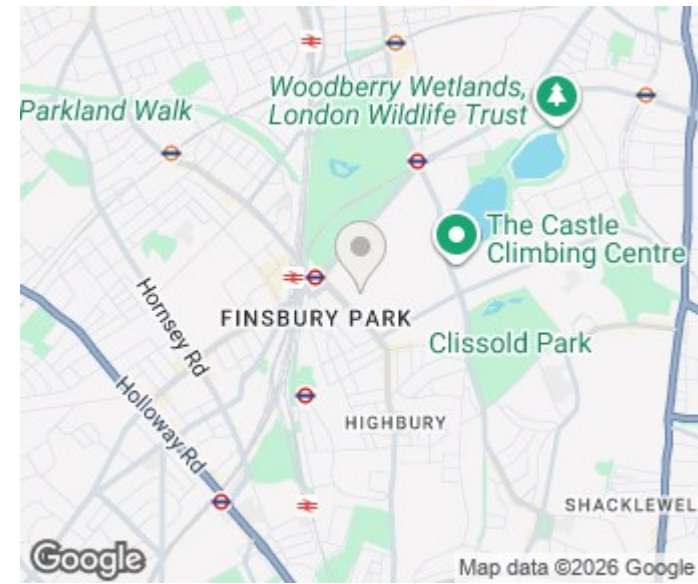 Woodberry Wetlands,
London Wildlife Trust
Parkland Walk
The Castle
Climbing Centre
FINSBURY PARK
Hornsey Rd
Clissold Park
Holloway Rd
HIGHBURY
SHACKLEWEL
Google
Map data ©2026 Google